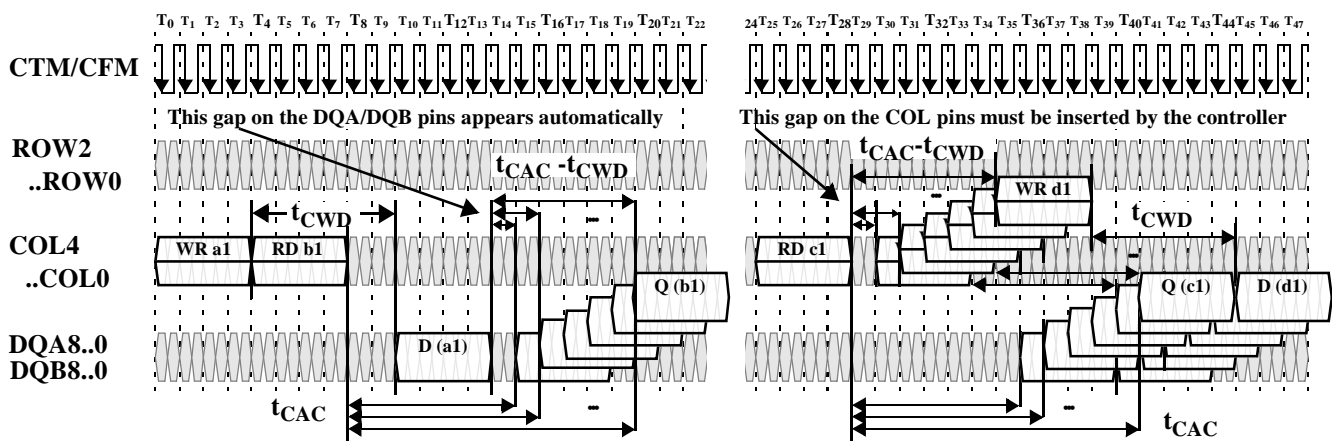 T0 T1 T2 T3 T4 T5 T6 T7 T8 T9 T10 T11 T12 T13 T14 T15 T16 T17 T18 T19 T20 T21 T22
24 T25 T26 T27 T28 T29 T30 T31 T32 T33 T34 T35 T36 T37 T38 T39 T40 T41 T42 T43 T44 T45 T46 T47
CTM/CFM
This gap on the DQA/DQB pins appears automatically
This gap on the COL pins must be inserted by the controller
ROW2
..ROW0
tCAC -tCWD
...
tCAC-tCWD
...
WR d1
tCWD
...
tCWD
COL4
..COL0
WR a1
RD b1
RD c1
...
Q (b1)
Q (c1)
D (d1)
DQA8..0
DQB8..0
D (a1)
tCAC
...
...
tCAC